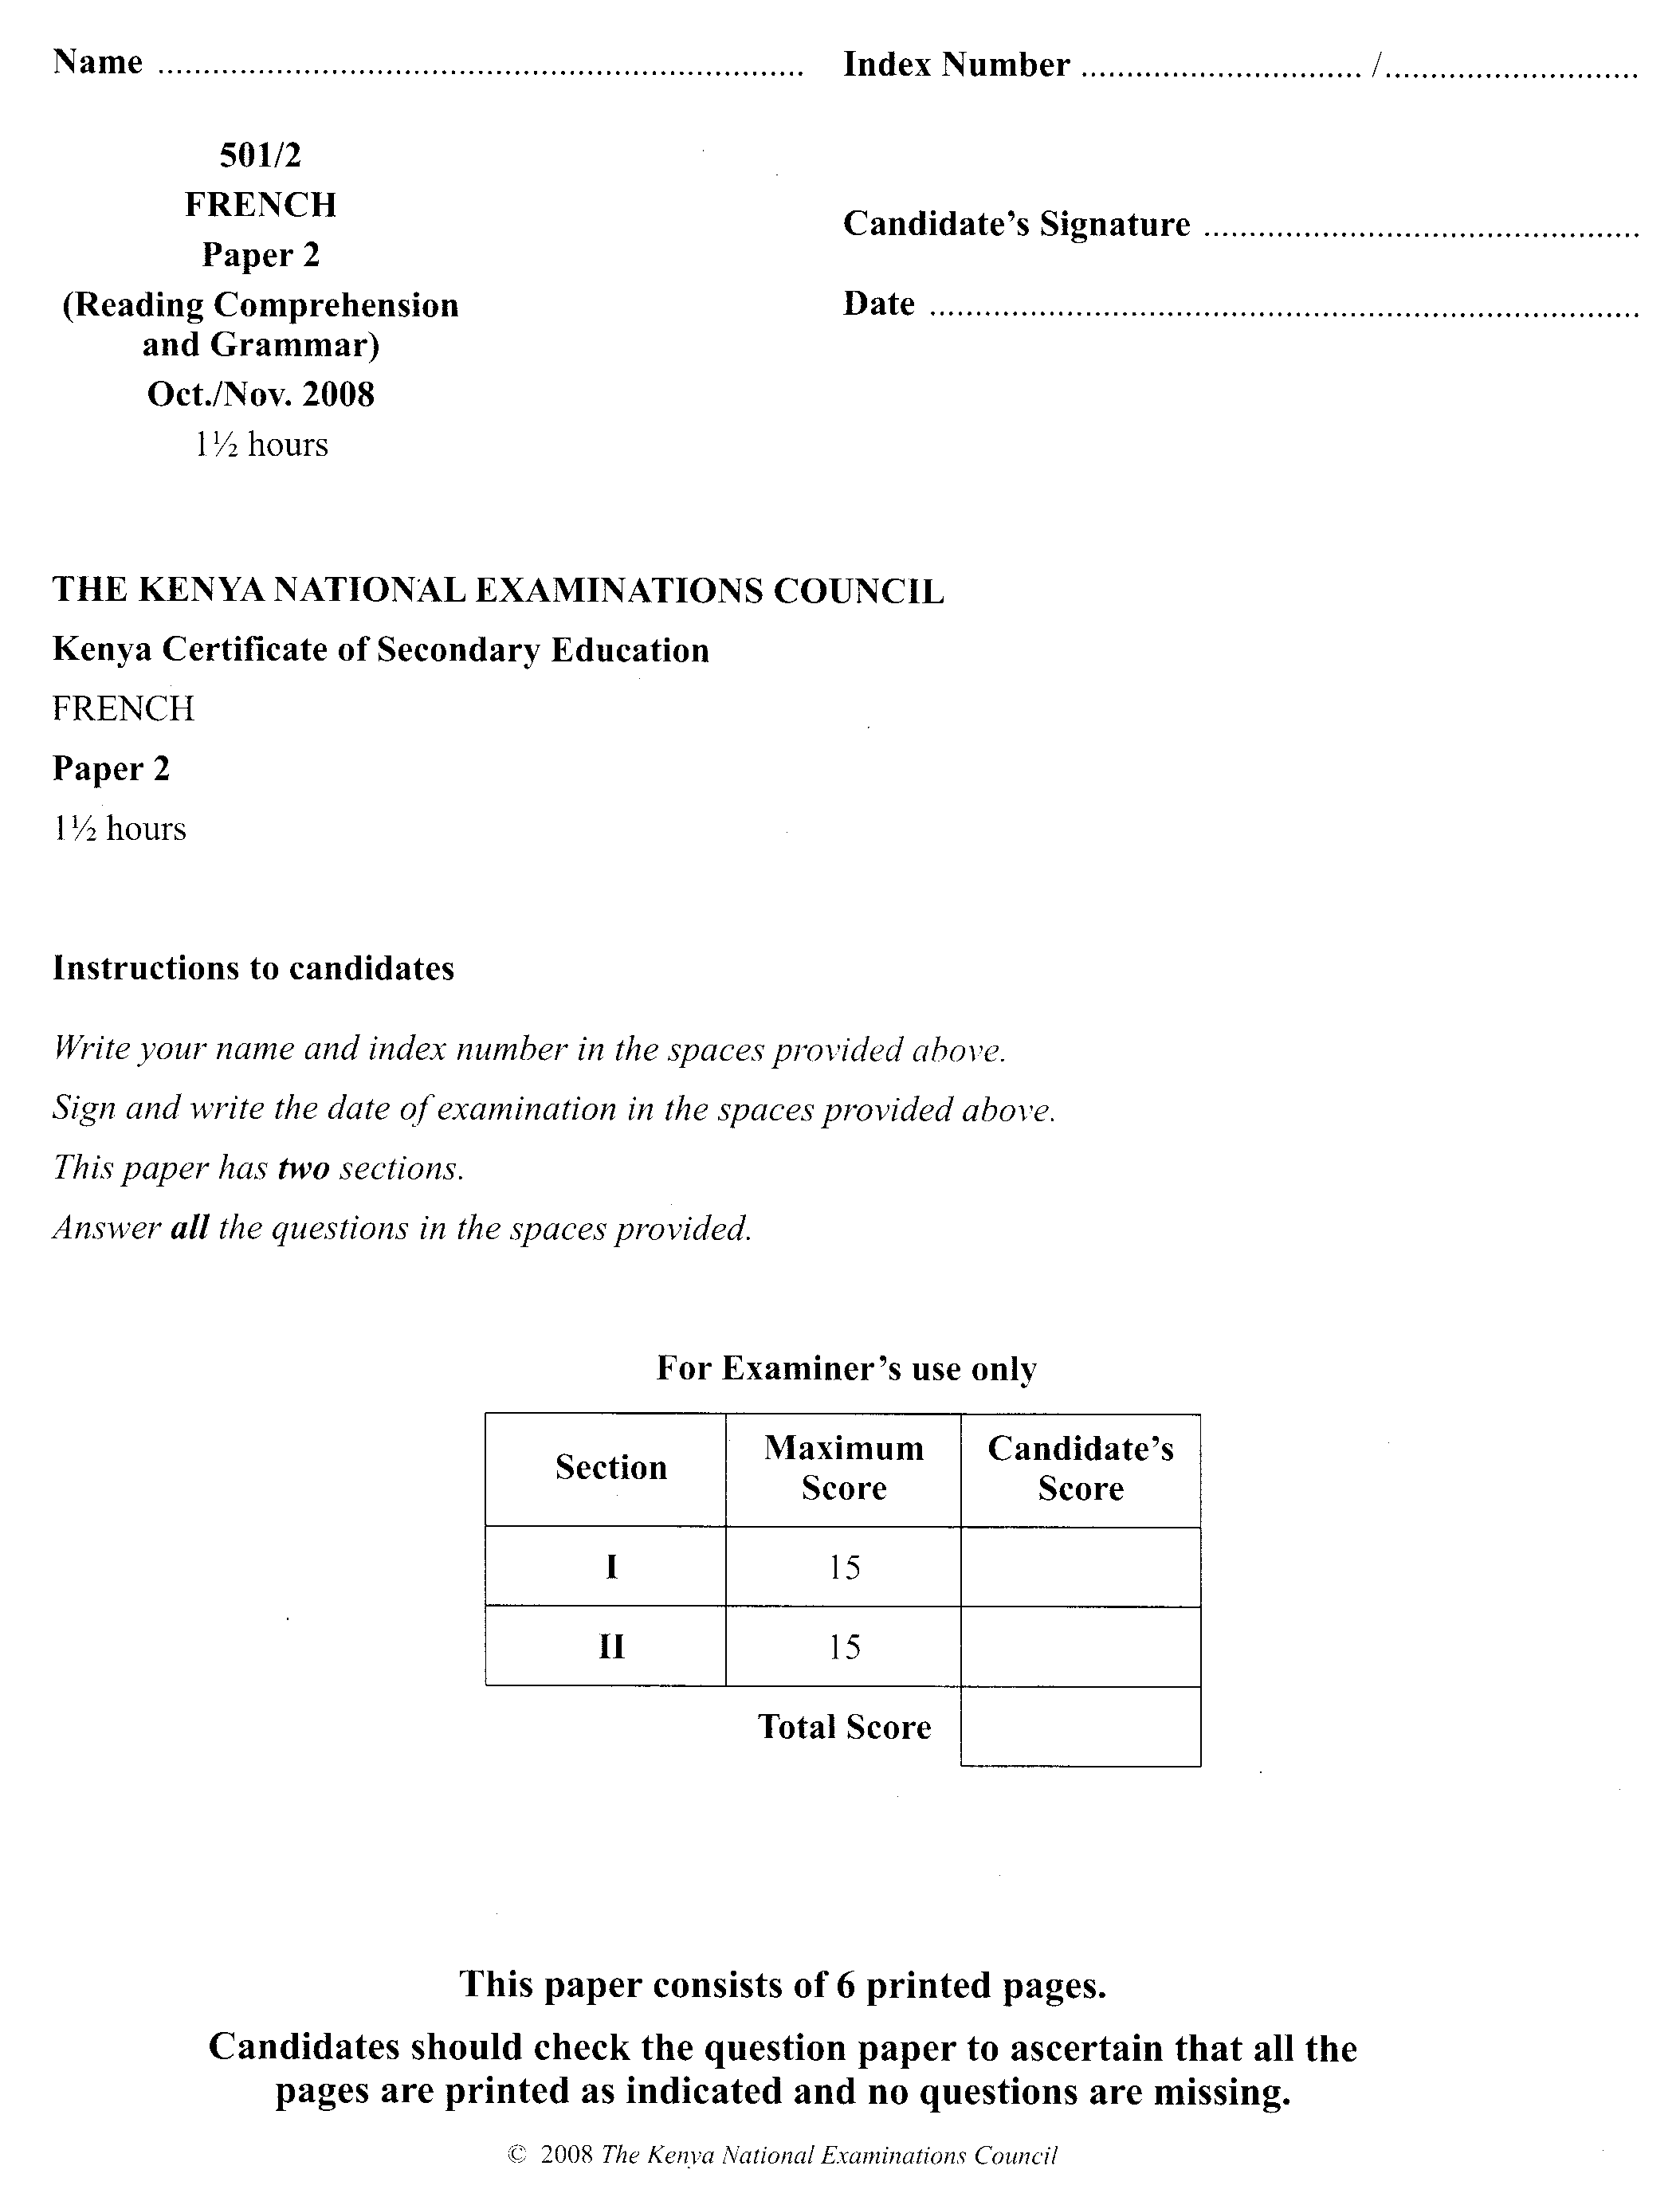 Name ........................................................................ Index Number ............................... /............................
501/2
FRENCH
Paper 2
(Reading Comprehension
and Grammar)
Oct./Nov. 2008
1½ hours
Candidate's Signature ................................................
Date ...............................................................................
THE KENYA NATIONAL EXAMINATIONS COUNCIL
Kenya Certificate of Secondary Education
FRENCH
Paper 2
1½ hours
Instructions to candidates
Write your name and index number in the spaces provided above.
Sign and write the date of examination in the spaces provided above.
This paper has two sections.
Answer all the questions in the spaces provided.
For Examiner's use only
Section Maximum Score Candidate's Score
I 15
II 15
Total Score
This paper consists of 6 printed pages.
Candidates should check the question paper to ascertain that all the
pages are printed as indicated and no questions are missing.
© 2008 The Kenya National Examinations Council